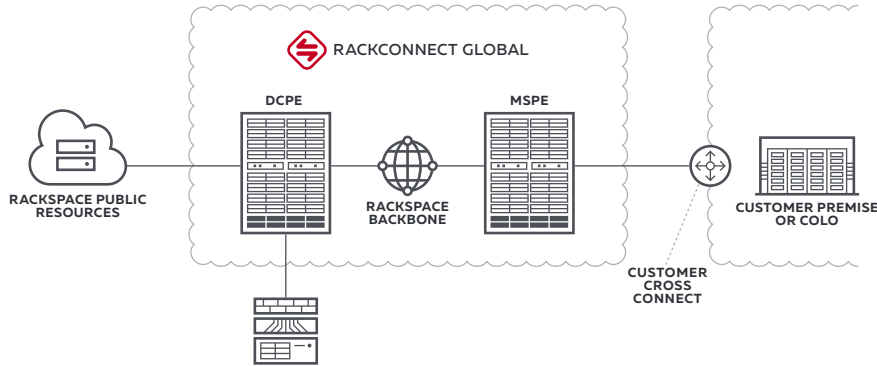 RACKCONNECT GLOBAL
DCPE
MSPE
RACKSPACE PUBLIC
RESOURCES
RACKSPACE
BACKBONE
CUSTOMER PREMISE
OR COLO
CUSTOMER
CROSS
CONNECT